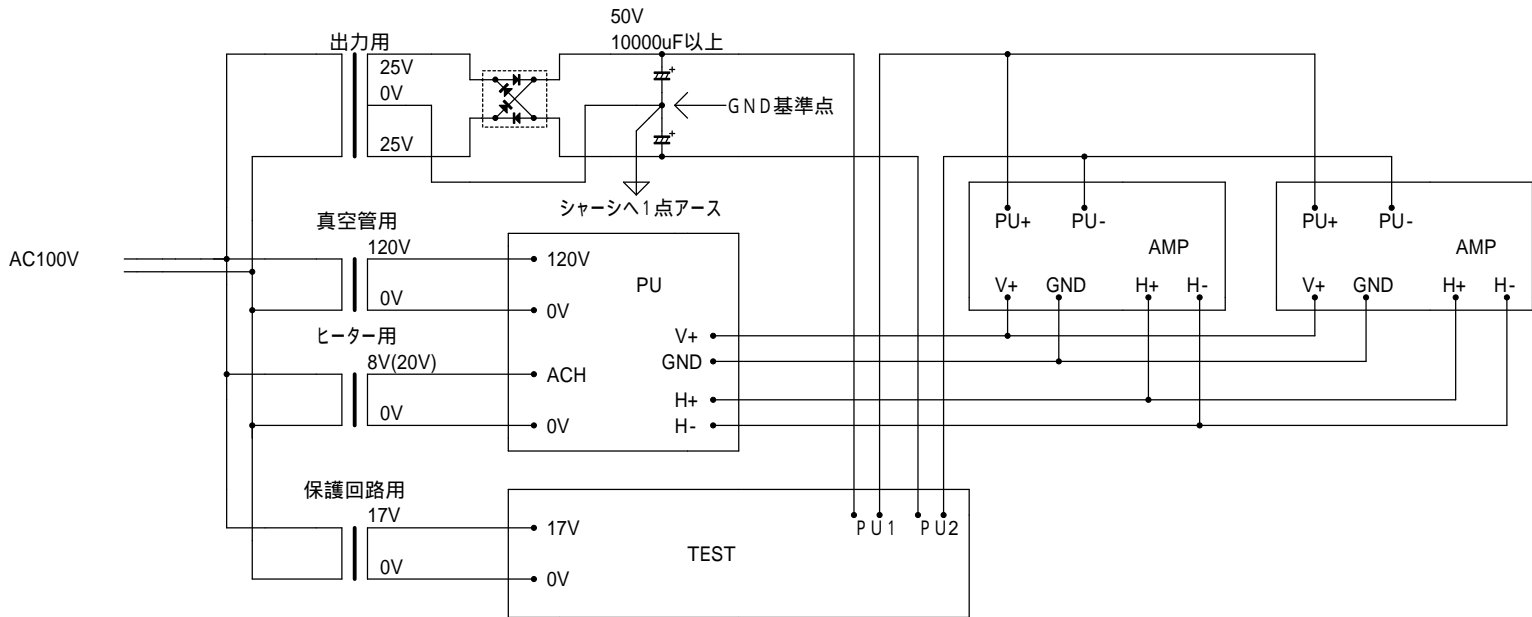 50V
10000uF以上
出力用
25V
0V
25V
GND基準点
シャーシへ1点アース
AC100V
真空管用
120V
0V
ヒーター用
8V(20V)
0V
保護回路用
17V
0V
120V
0V
ACH
0V
PU
V+
GND
H+
H-
17V
0V
TEST
PU1
PU2
PU+
PU-
AMP
V+
GND
H+
H-
PU+
PU-
AMP
V+
GND
H+
H-